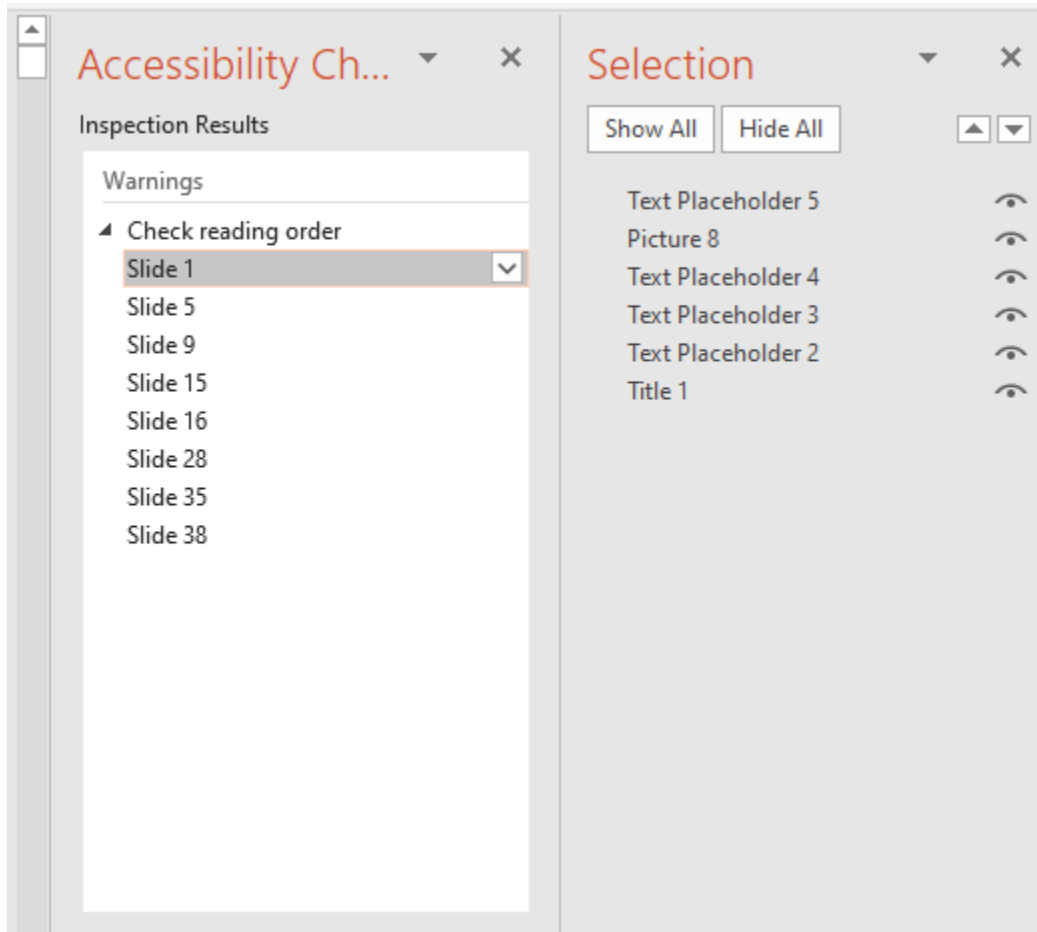 Accessibility Ch...
Inspection Results
Warnings
Check reading order
Slide 1
Slide 5
Slide 9
Slide 15
Slide 16
Slide 28
Slide 35
Slide 38
Selection
Show All Hide All
Text Placeholder 5
Picture 8
Text Placeholder 4
Text Placeholder 3
Text Placeholder 2
Title 1